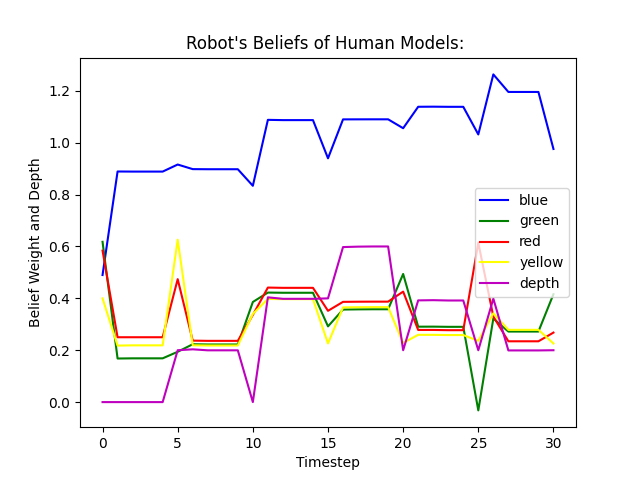 Robot's Beliefs of Human Models:
Belief Weight and Depth
1.2
1.0
0.8
0.6
0.4
0.2
0.0
blue
green
red
yellow
depth
0 5 10 15 20 25 30
Timestep